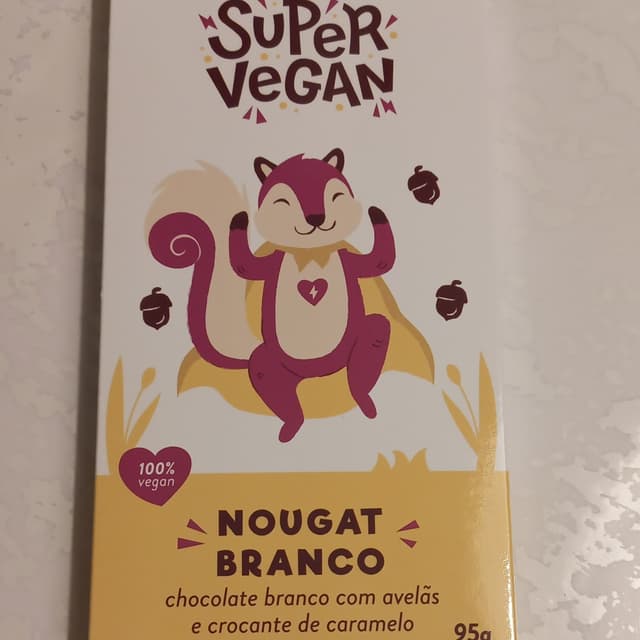 SUPER
VEGAN
100%
vegan
NOUGAT
BRANCO
chocolate branco com avelãs
e crocante de caramelo
95g